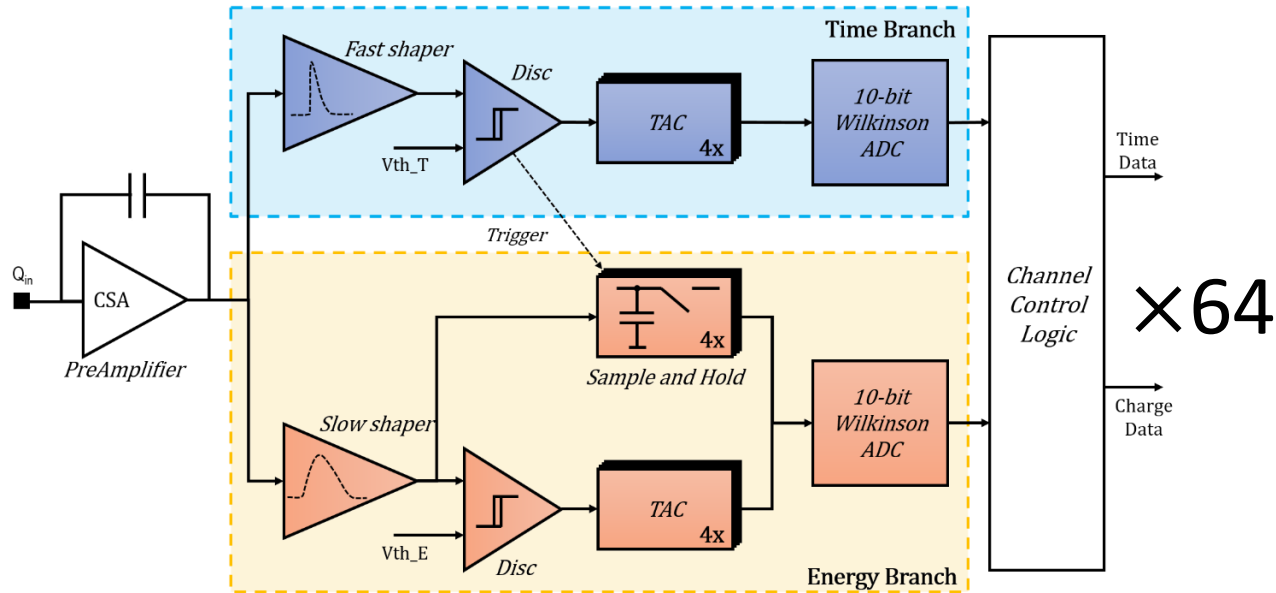 Time Branch
Fast shaper
Disc
Vth_T
TAC
4x
10-bit
Wilkinson
ADC
Time
Data
Trigger
Qin
CSA
PreAmplifier
4x
Sample and Hold
Channel
Control
Logic
×64
Slow shaper
Vth_E
Disc
TAC
4x
10-bit
Wilkinson
ADC
Charge
Data
Energy Branch